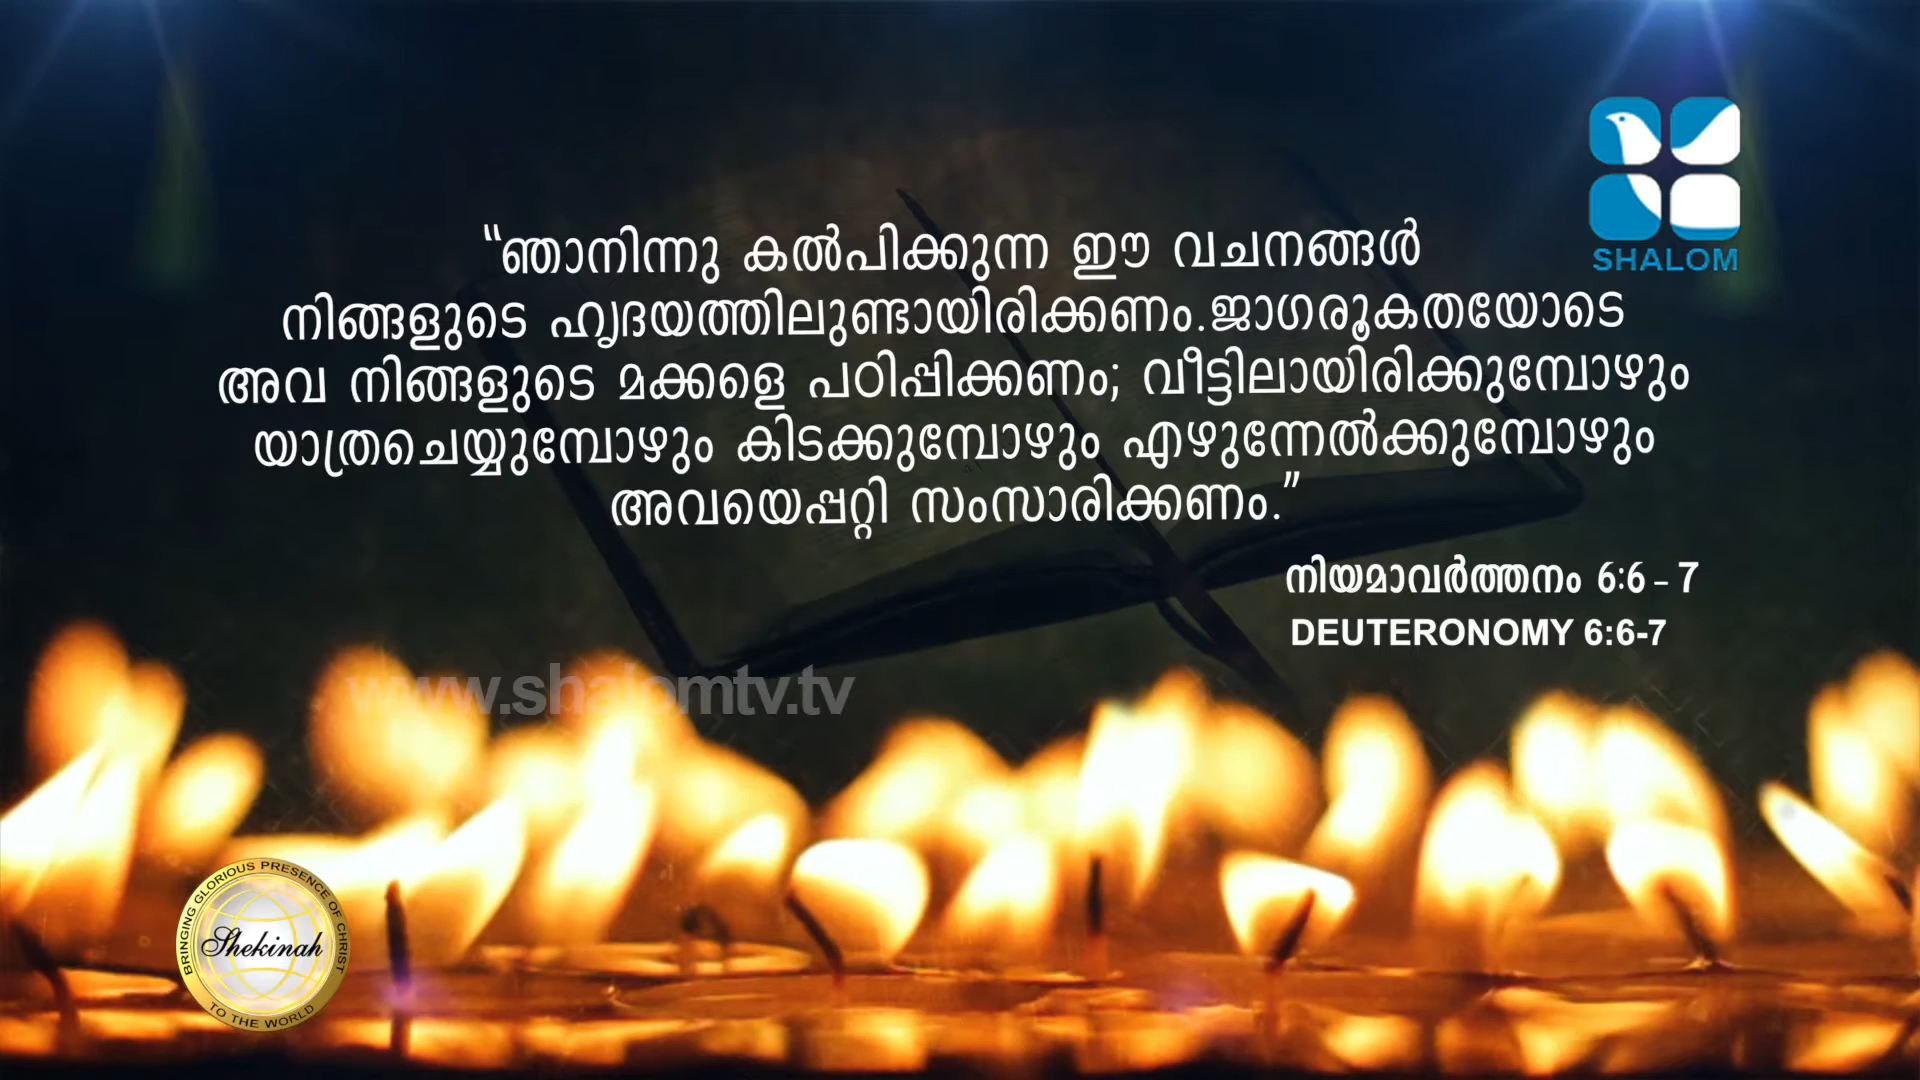 “ഞാനിന്നു കൽപിക്കുന്ന ഈ വചനങ്ങൾ
നിങ്ങളുടെ ഹൃദയത്തിലുണ്ടായിരിക്കണം.ജാഗരൂകതയോടെ
അവ നിങ്ങളുടെ മക്കളെ പഠിപ്പിക്കണം; വീട്ടിലായിരിക്കുമ്പോഴും
യാത്രചെയ്യുമ്പോഴും കിടക്കുമ്പോഴും എഴുന്നേൽക്കുമ്പോഴും
അവയെപ്പറ്റി സംസാരിക്കണം.”
നിയമാവർത്തനം 6:6 – 7
DEUTERONOMY 6:6-7
SHALOM
www.shalomtv.tv
BRINGING GLORIOUS PRESENCE OF CHRIST
Shekinah
TO THE WORLD